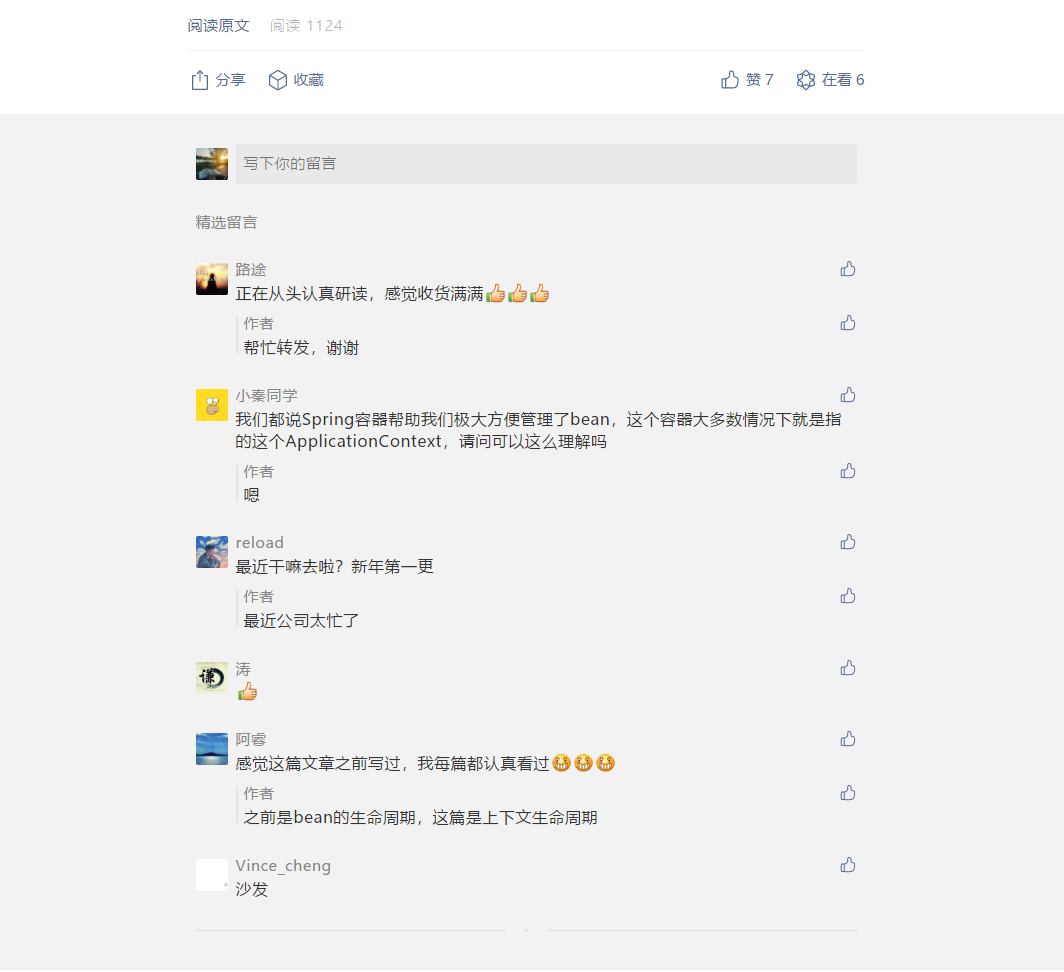 阅读原文 阅读 1124
分享 收藏 赞 7 在看 6
写下你的留言
精选留言
路途
正在从头认真研读，感觉收货满满👍👍👍
作者
帮忙转发，谢谢
小秦同学
我们都说Spring容器帮助我们极大方便管理了bean，这个容器大多数情况下就是指
的这个ApplicationContext，请问可以这么理解吗
作者
嗯
reload
最近干嘛去啦？新年第一更
作者
最近公司太忙了
谦
涛
👍
阿睿
感觉这篇文章之前写过，我每篇都认真看过😆😆😆
作者
之前是bean的生命周期，这篇是上下文生命周期
Vince_cheng
沙发